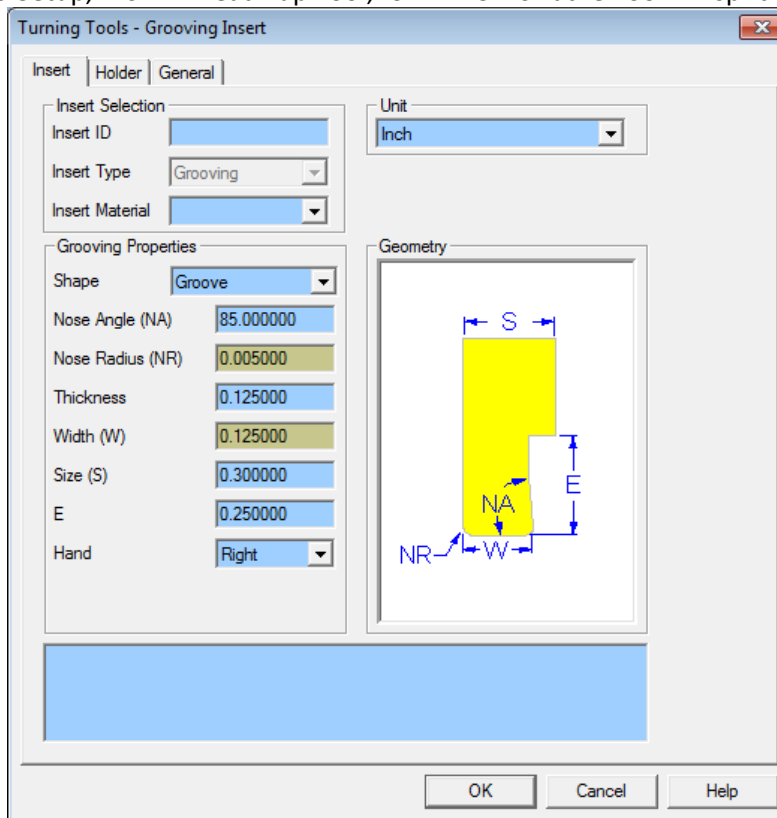 Turning Tools - Grooving Insert
Insert Holder General
Insert Selection
Insert ID
Insert Type Grooving
Insert Material
Unit
Inch
Grooving Properties
Shape Groove
Nose Angle (NA) 85.000000
Nose Radius (NR) 0.005000
Thickness 0.125000
Width (W) 0.125000
Size (S) 0.300000
E 0.250000
Hand Right
Geometry
S
E
NA
NR
W
OK Cancel Help